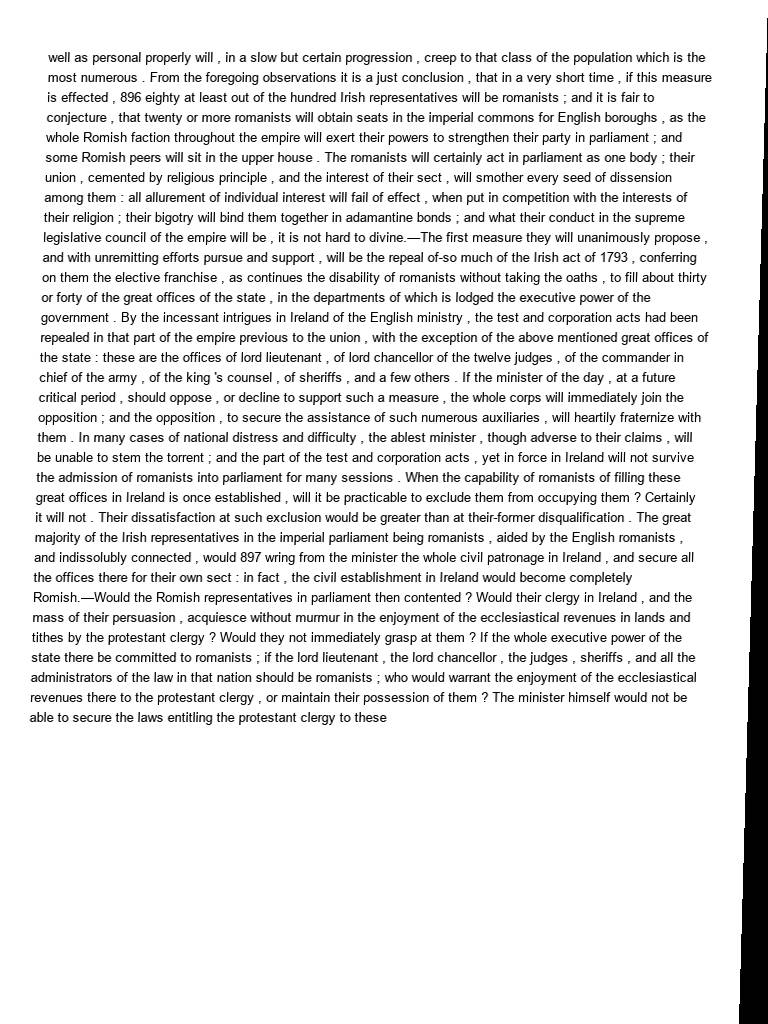 well as personal properly will , in a slow but certain progression , creep to that class of the population which is the
most numerous . From the foregoing observations it is a just conclusion , that in a very short time , if this measure
is effected , 896 eighty at least out of the hundred Irish representatives will be romanists ; and it is fair to
conjecture , that twenty or more romanists will obtain seats in the imperial commons for English boroughs , as the
whole Romish faction throughout the empire will exert their powers to strengthen their party in parliament ; and
some Romish peers will sit in the upper house . The romanists will certainly act in parliament as one body ; their
union , cemented by religious principle , and the interest of their sect , will smother every seed of dissension
among them : all allurement of individual interest will fail of effect , when put in competition with the interests of
their religion ; their bigotry will bind them together in adamantine bonds ; and what their conduct in the supreme
legislative council of the empire will be , it is not hard to divine.—The first measure they will unanimously propose ,
and with unremitting efforts pursue and support , will be the repeal of-so much of the Irish act of 1793 , conferring
on them the elective franchise , as continues the disability of romanists without taking the oaths , to fill about thirty
or forty of the great offices of the state , in the departments of which is lodged the executive power of the
government . By the incessant intrigues in Ireland of the English ministry , the test and corporation acts had been
repealed in that part of the empire previous to the union , with the exception of the above mentioned great offices of
the state : these are the offices of lord lieutenant , of lord chancellor of the twelve judges , of the commander in
chief of the army , of the king 's counsel , of sheriffs , and a few others . If the minister of the day , at a future
critical period , should oppose , or decline to support such a measure , the whole corps will immediately join the
opposition ; and the opposition , to secure the assistance of such numerous auxiliaries , will heartily fraternize with
them . In many cases of national distress and difficulty , the ablest minister , though adverse to their claims , will
be unable to stem the torrent ; and the part of the test and corporation acts , yet in force in Ireland will not survive
the admission of romanists into parliament for many sessions . When the capability of romanists of filling these
great offices in Ireland is once established , will it be practicable to exclude them from occupying them ? Certainly
it will not . Their dissatisfaction at such exclusion would be greater than at their-former disqualification . The great
majority of the Irish representatives in the imperial parliament being romanists , aided by the English romanists ,
and indissolubly connected , would 897 wring from the minister the whole civil patronage in Ireland , and secure all
the offices there for their own sect : in fact , the civil establishment in Ireland would become completely
Romish.—Would the Romish representatives in parliament then contented ? Would their clergy in Ireland , and the
mass of their persuasion , acquiesce without murmur in the enjoyment of the ecclesiastical revenues in lands and
tithes by the protestant clergy ? Would they not immediately grasp at them ? If the whole executive power of the
state there be committed to romanists ; if the lord lieutenant , the lord chancellor , the judges , sheriffs , and all the
administrators of the law in that nation should be romanists ; who would warrant the enjoyment of the ecclesiastical
revenues there to the protestant clergy , or maintain their possession of them ? The minister himself would not be
able to secure the laws entitling the protestant clergy to these